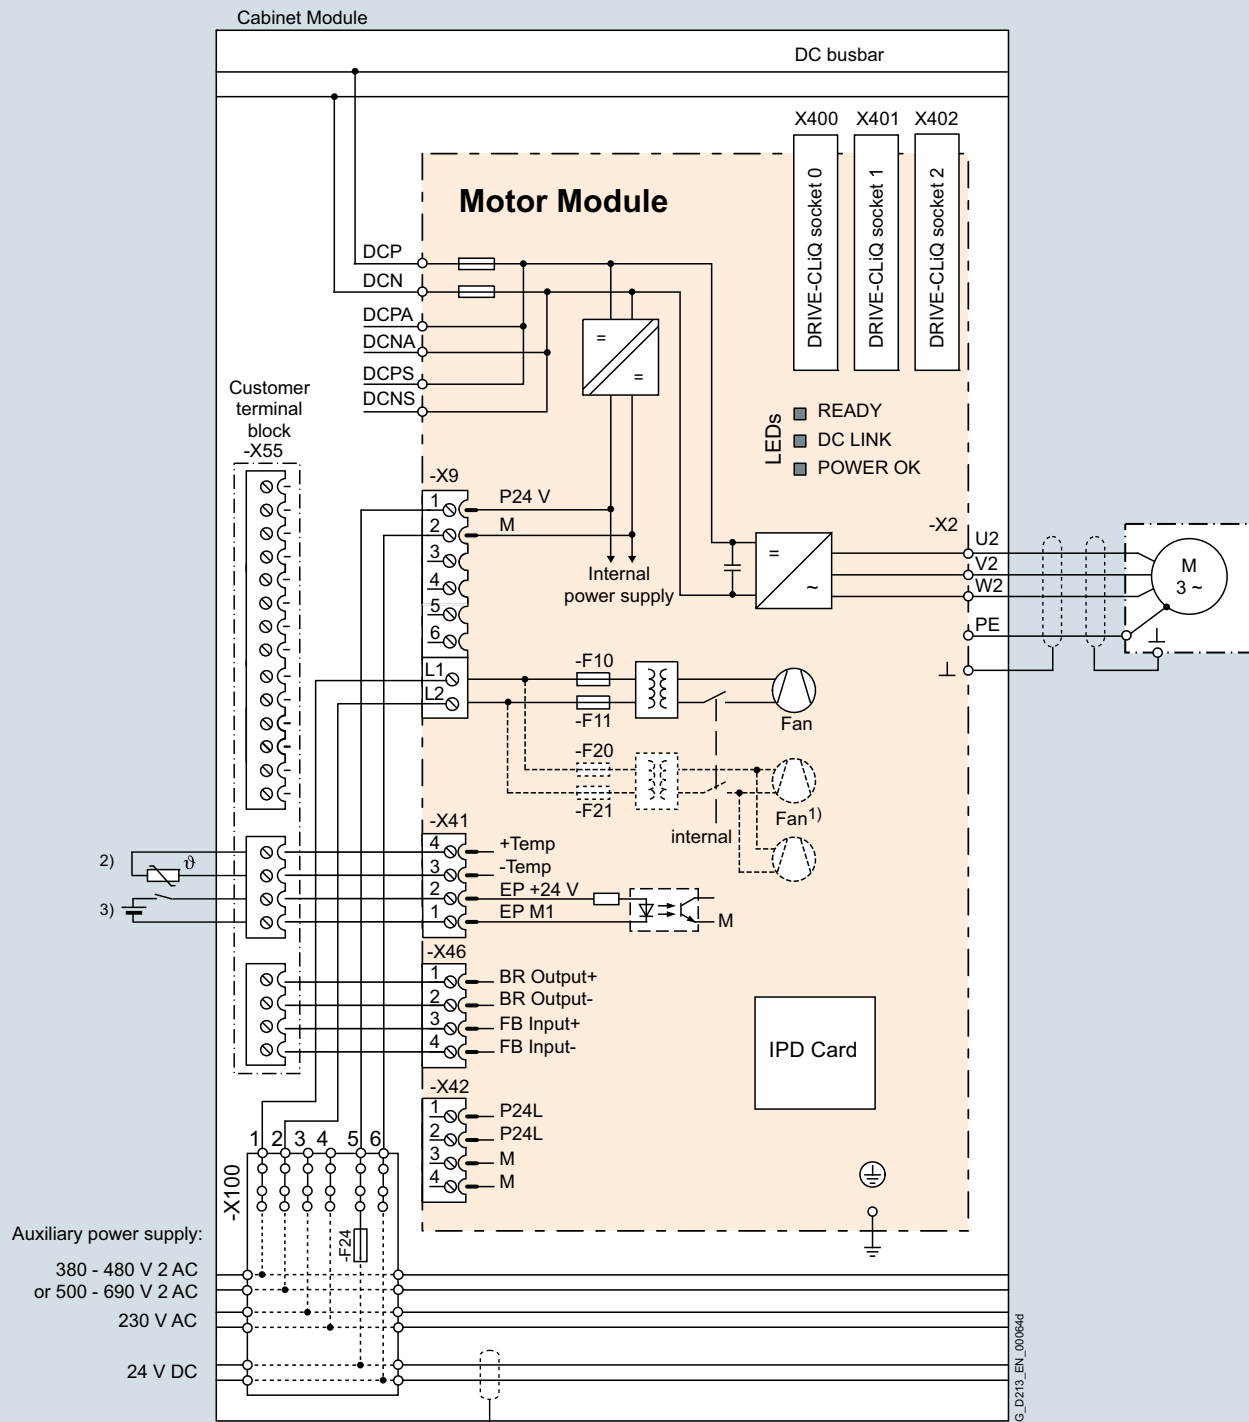 Cabinet Module
DC busbar
X400
X401
X402
DRIVE-CLiQ socket 0
DRIVE-CLiQ socket 1
DRIVE-CLiQ socket 2
Motor Module
DCP
DCN
DCPA
DCNA
DCPS
DCNS
=
=
Customer
terminal
block
-X55
LEDs
READY
DC LINK
POWER OK
-X9
1
P24 V
2
M
3
4
5
6
Internal
power supply
=
~
-X2
U2
V2
W2
PE
M
3 ~
L1
L2
-F10
-F11
Fan
-F20
-F21
Fan1)
internal
-X41
4
+Temp
3
-Temp
2
EP +24 V
1
EP M1
M
2)
ϑ
3)
-X46
1
BR Output+
2
BR Output-
3
FB Input+
4
FB Input-
IPD Card
-X42
1
P24L
2
P24L
3
M
4
M
1 2 3 4 5 6
-X100
-F24
Auxiliary power supply:
380 - 480 V 2 AC
or 500 - 690 V 2 AC
230 V AC
24 V DC
G_D213_EN_00064d